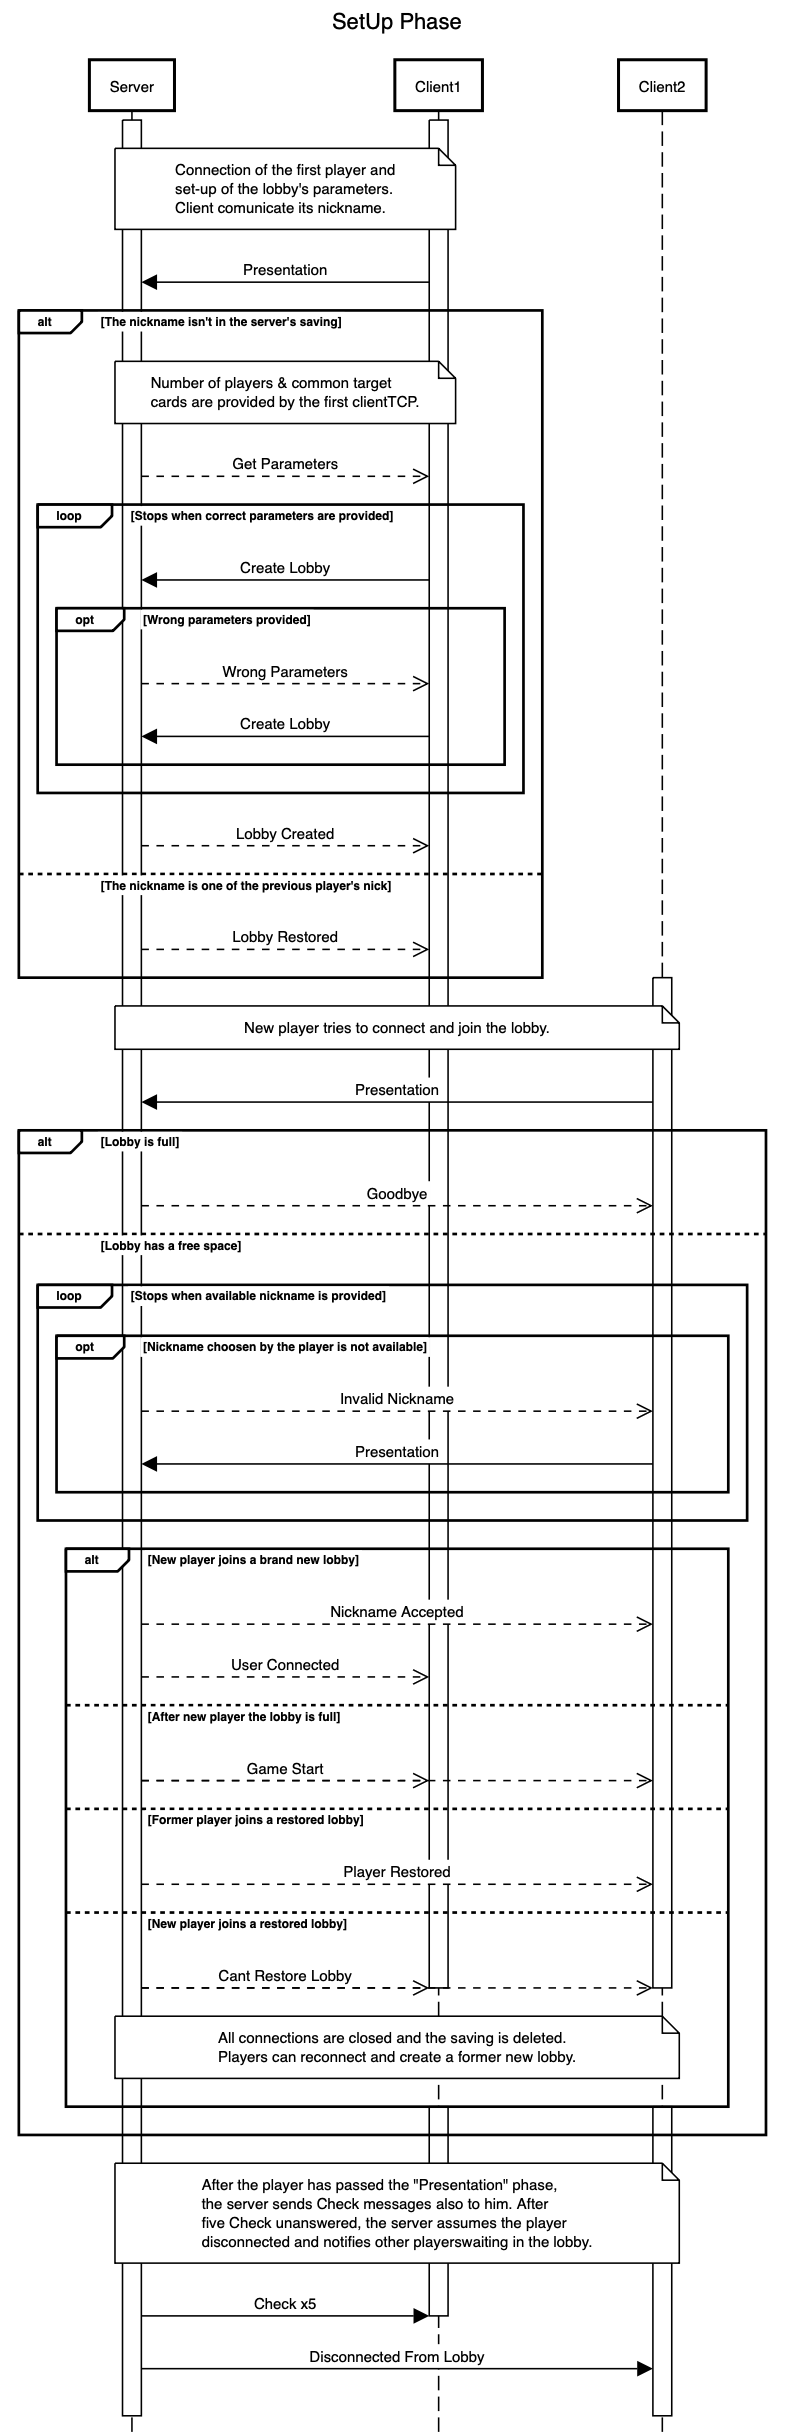 SetUp Phase
Server
Client1
Client2
Connection of the first player and
set-up of the lobby's parameters.
Client comunicate its nickname.
Presentation
alt
[The nickname isn't in the server's saving]
Number of players & common target
cards are provided by the first clientTCP.
Get Parameters
loop
[Stops when correct parameters are provided]
Create Lobby
opt
[Wrong parameters provided]
Wrong Parameters
Create Lobby
Lobby Created
[The nickname is one of the previous player's nick]
Lobby Restored
New player tries to connect and join the lobby.
Presentation
alt
[Lobby is full]
Goodbye
[Lobby has a free space]
loop
[Stops when available nickname is provided]
opt
[Nickname choosen by the player is not available]
Invalid Nickname
Presentation
alt
[New player joins a brand new lobby]
Nickname Accepted
User Connected
[After new player the lobby is full]
Game Start
[Former player joins a restored lobby]
Player Restored
[New player joins a restored lobby]
Cant Restore Lobby
All connections are closed and the saving is deleted.
Players can reconnect and create a former new lobby.
After the player has passed the "Presentation" phase,
the server sends Check messages also to him. After
five Check unanswered, the server assumes the player
disconnected and notifies other playerswaiting in the lobby.
Check x5
Disconnected From Lobby